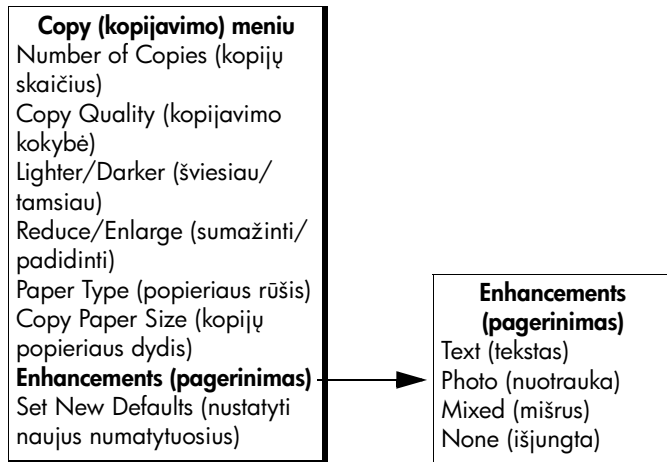 Copy (kopijavimo) meniu
Number of Copies (kopijų
skaičius)
Copy Quality (kopijavimo
kokybė)
Lighter/Darker (šviesiau/
tamsiau)
Reduce/Enlarge (sumažinti/
padidinti)
Paper Type (popieriaus rūšis)
Copy Paper Size (kopijų
popieriaus dydis)
Enhancements (pagerinimas)
Set New Defaults (nustatyti
naujus numatytuosius)
Enhancements
(pagerinimas)
Text (tekstas)
Photo (nuotrauka)
Mixed (mišrus)
None (išjungta)